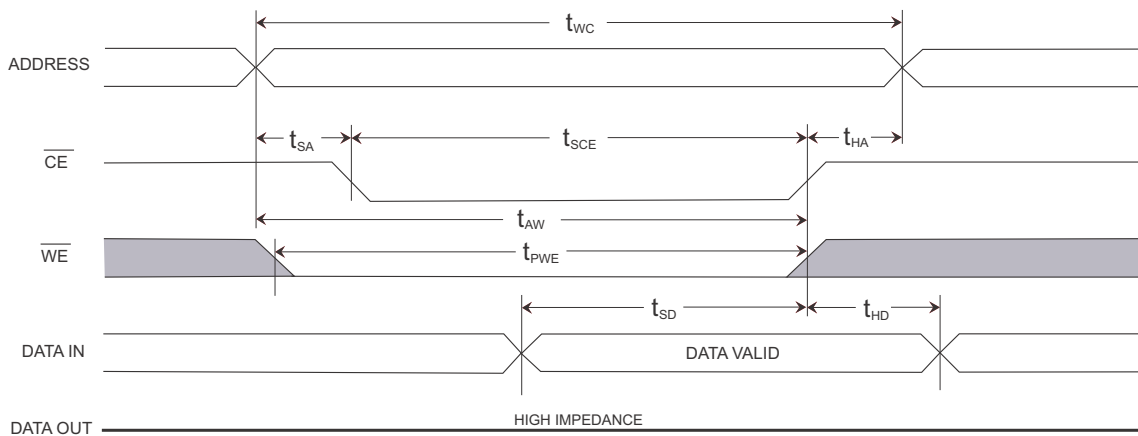 tWC
ADDRESS
tSA
tSCE
tHA
CE
tAW
WE
tPWE
tSD
tHD
DATA IN
DATA VALID
DATA OUT
HIGH IMPEDANCE